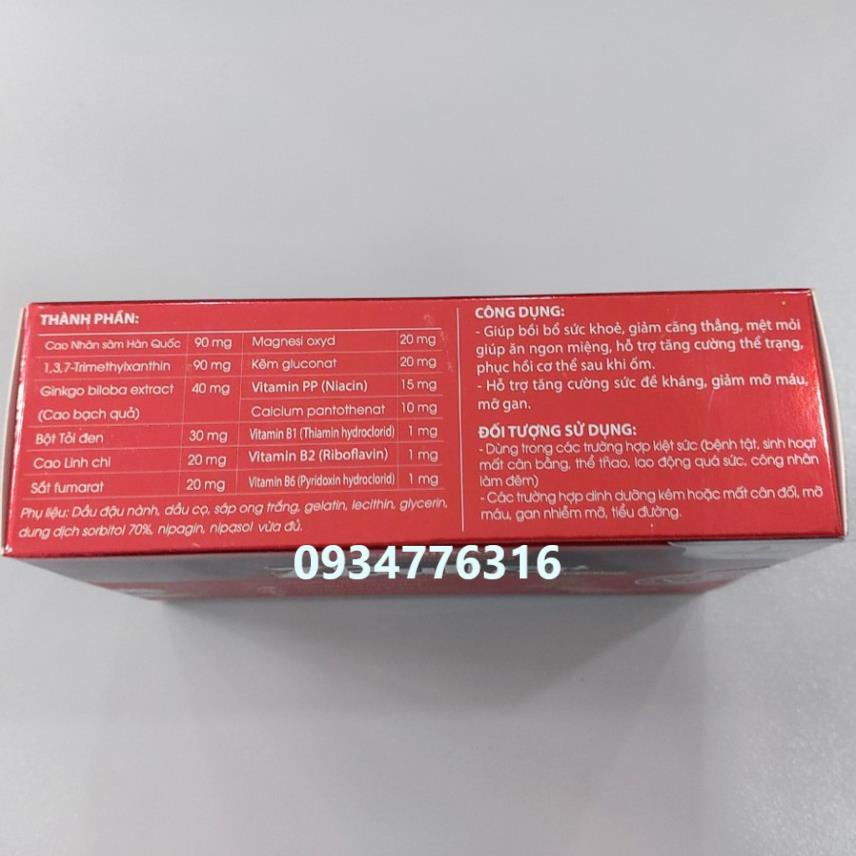 THÀNH PHẦN:
Cao Nhân sâm Hàn Quốc 90 mg Magnesi oxyd 20 mg
1,3,7-Trimethylxanthin 90 mg Kẽm gluconat 20 mg
Ginkgo biloba extract 40 mg Vitamin PP (Niacin) 15 mg
(Cao bạch quả) Calcium pantothenat 10 mg
Bột Tỏi đen 30 mg Vitamin B1 (Thiamin hydroclorid) 1 mg
Cao Linh chi 20 mg Vitamin B2 (Riboflavin) 1 mg
Sắt fumarat 20 mg Vitamin B6 (Pyridoxin hydroclorid) 1 mg
Phụ liệu: Dầu đậu nành, dầu cọ, sáp ong trắng, gelatin, lecithin, glycerin,
dung dịch sorbitol 70%, nipagin, nipasol vừa đủ.
CÔNG DỤNG:
- Giúp bồi bổ sức khoẻ, giảm căng thẳng, mệt mỏi
giúp ăn ngon miệng, hỗ trợ tăng cường thể trạng,
phục hồi cơ thể sau khi ốm.
- Hỗ trợ tăng cường sức đề kháng, giảm mỡ máu,
mỡ gan.
ĐỐI TƯỢNG SỬ DỤNG:
- Dùng trong các trường hợp kiệt sức (bệnh tật, sinh hoạt
mất cân bằng, thể thao, lao động quá sức, công nhân
làm đêm)
- Các trường hợp dinh dưỡng kém hoặc mất cân đối, mỡ
máu, gan nhiễm mỡ, tiểu đường.
0934776316